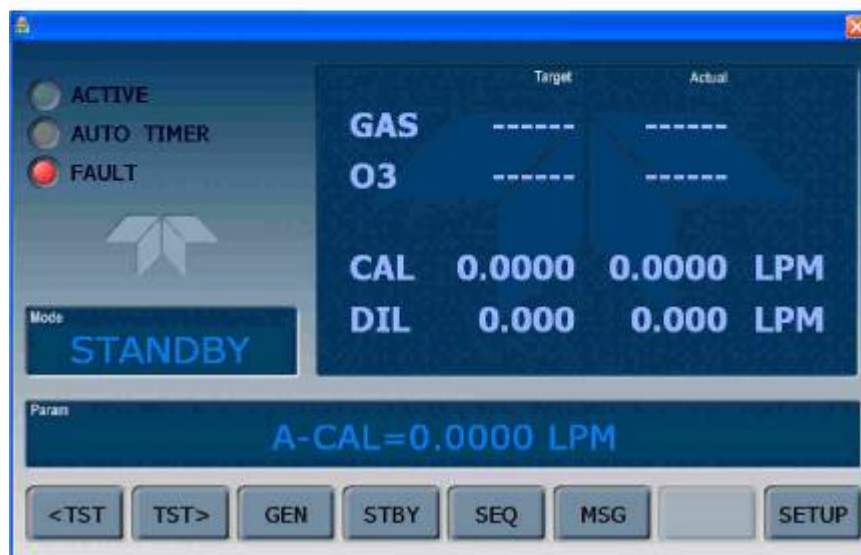 ACTIVE
AUTO TIMER
FAULT
Target Actual
GAS ------ ------
O3 ------ ------
CAL 0.0000 0.0000 LPM
DIL 0.000 0.000 LPM
Mode
STANDBY
Param
A-CAL=0.0000 LPM
<TST TST> GEN STBY SEQ MSG SETUP